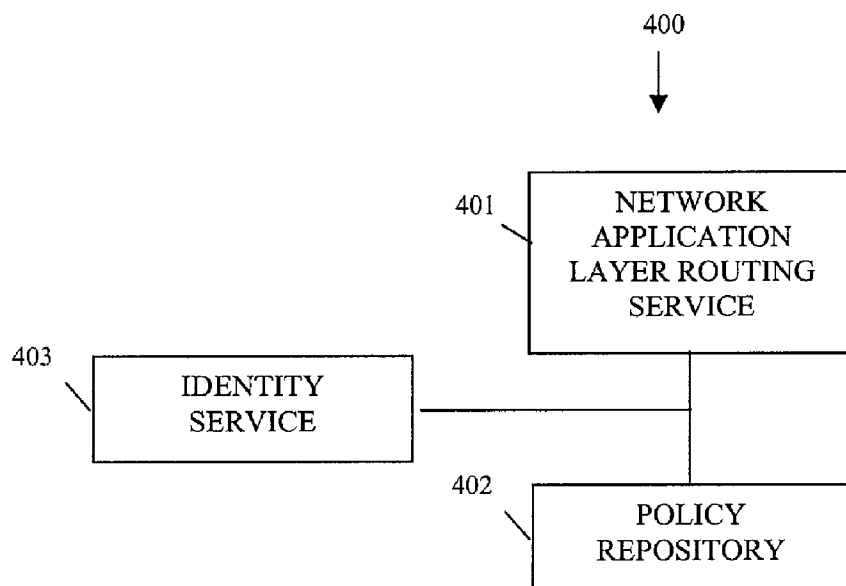 400
401
NETWORK
APPLICATION
LAYER ROUTING
SERVICE
403
IDENTITY
SERVICE
402
POLICY
REPOSITORY